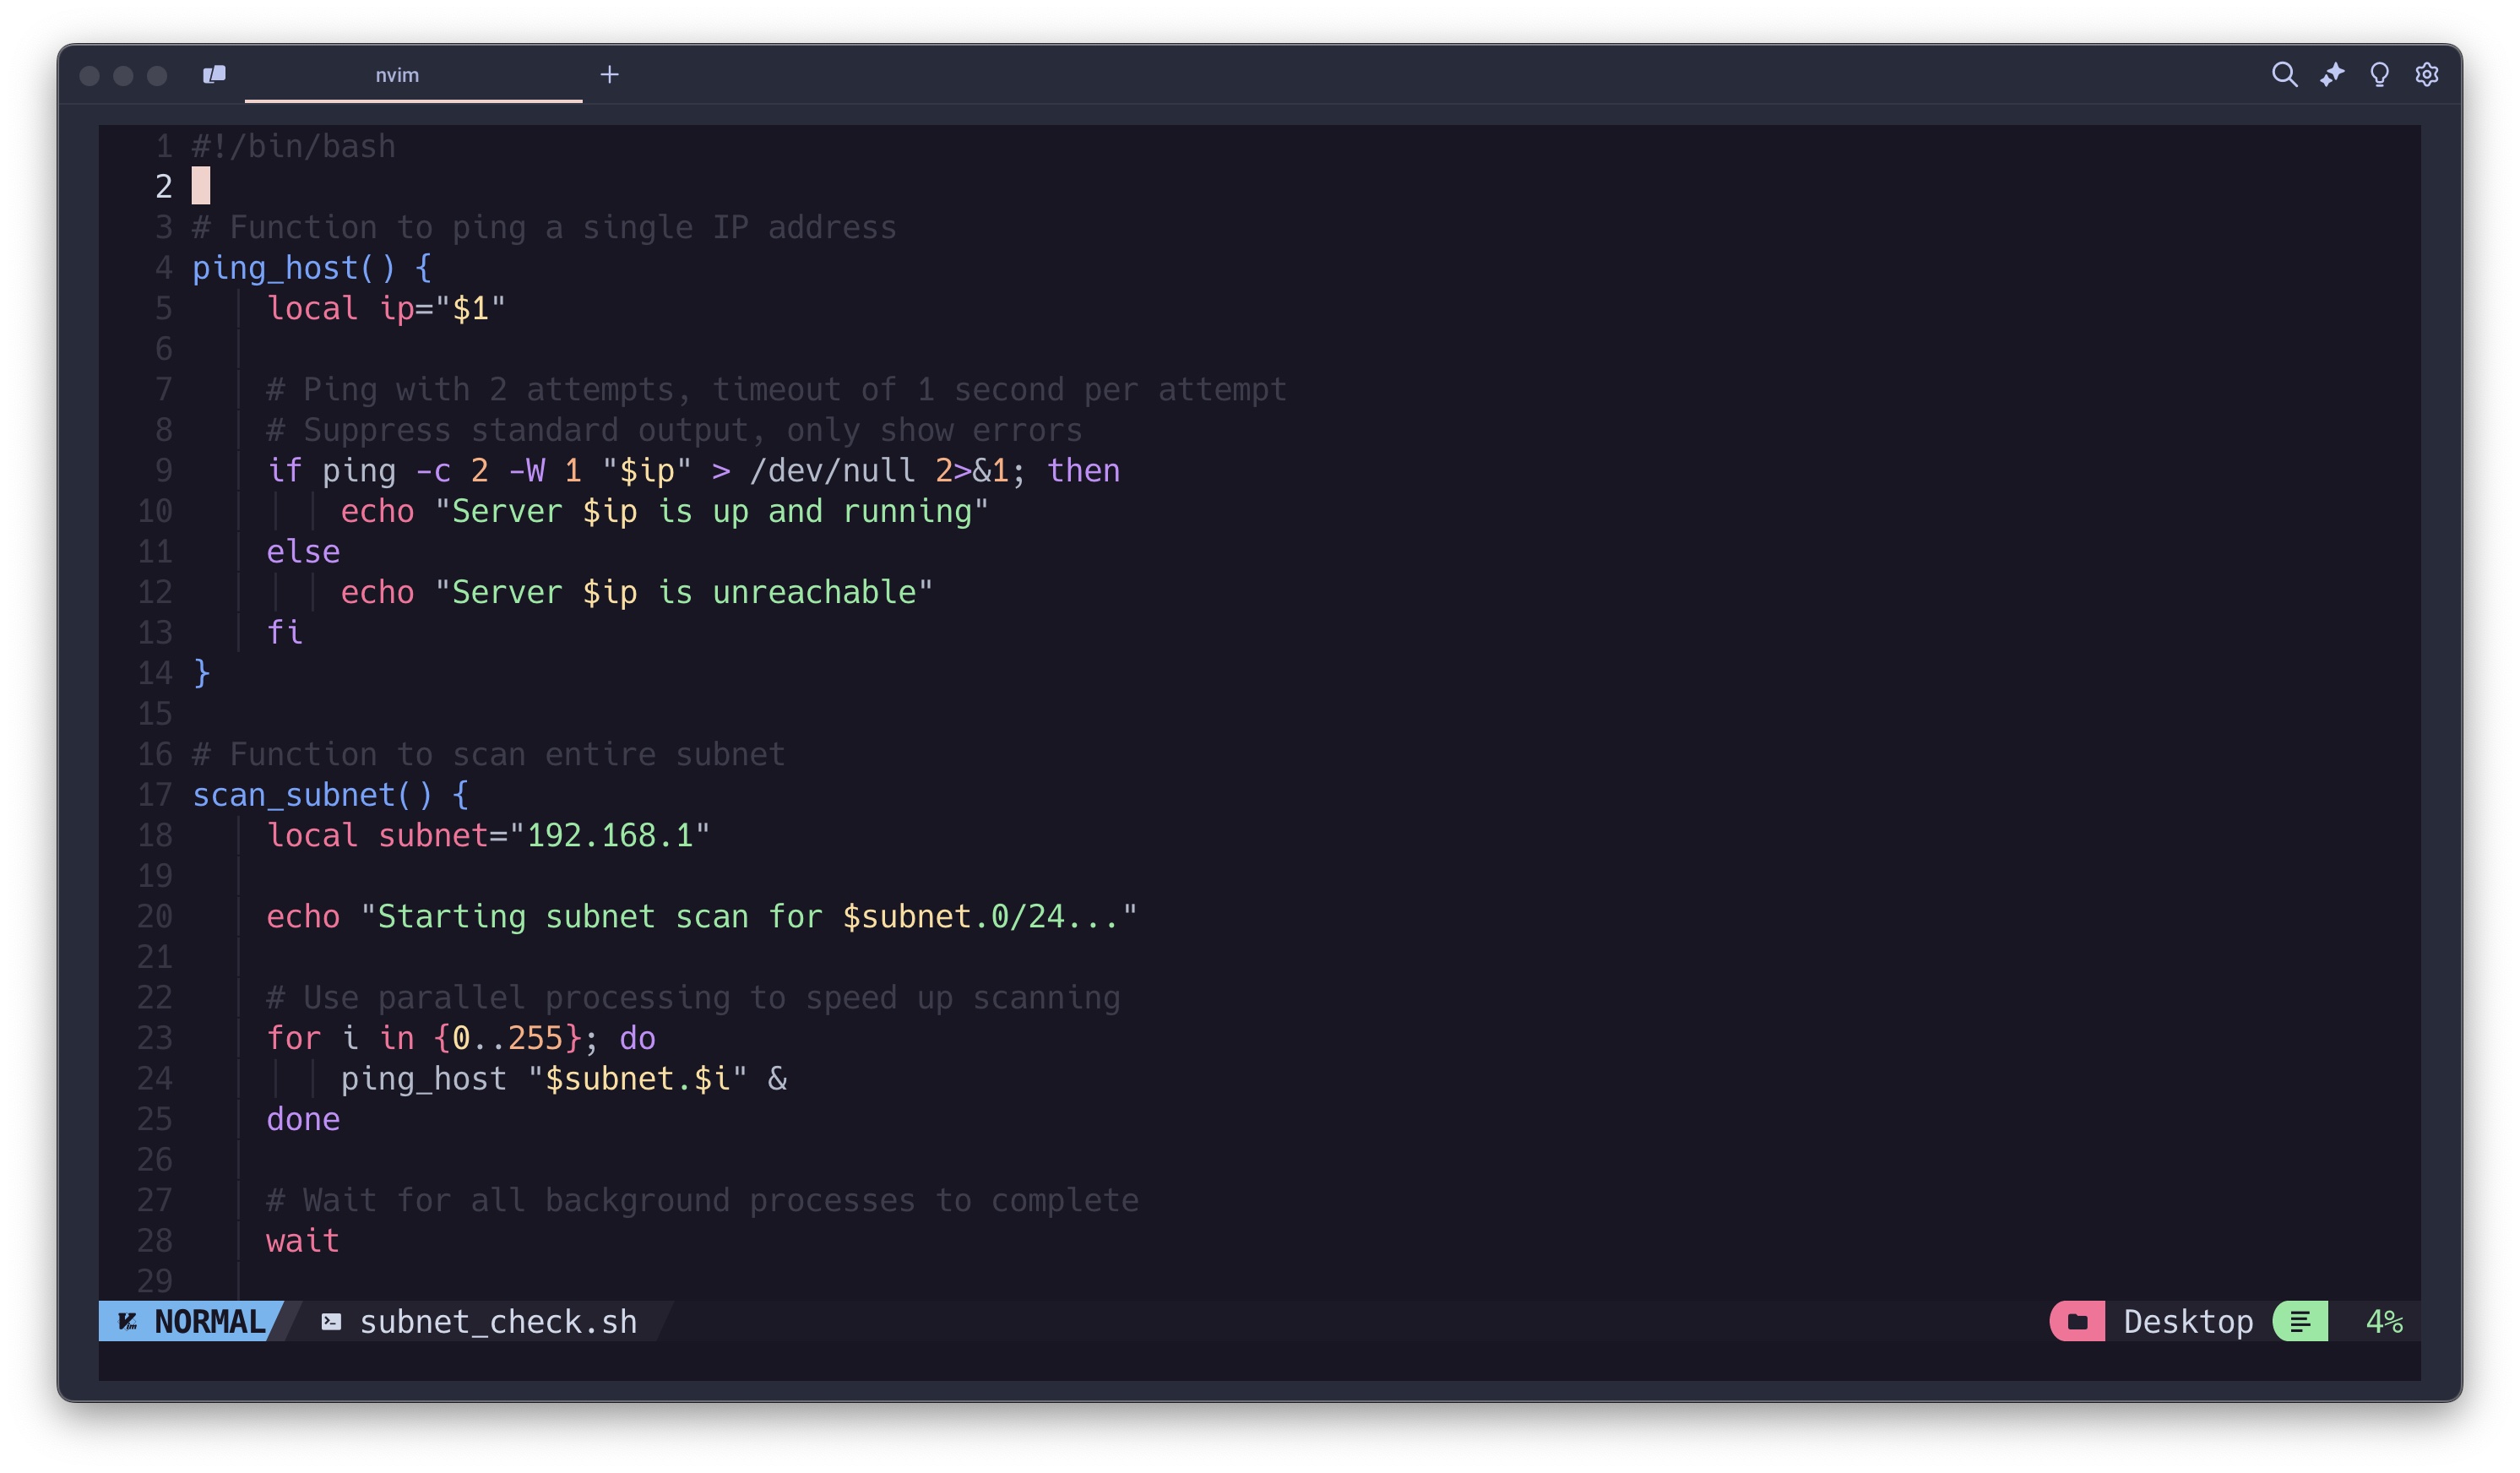 nvim
1 #!/bin/bash
2
3 # Function to ping a single IP address
4 ping_host() {
5     local ip="$1"
6
7     # Ping with 2 attempts, timeout of 1 second per attempt
8     # Suppress standard output, only show errors
9     if ping -c 2 -W 1 "$ip" > /dev/null 2>&1; then
10         echo "Server $ip is up and running"
11     else
12         echo "Server $ip is unreachable"
13     fi
14 }
15
16 # Function to scan entire subnet
17 scan_subnet() {
18     local subnet="192.168.1"
19
20     echo "Starting subnet scan for $subnet.0/24..."
21
22     # Use parallel processing to speed up scanning
23     for i in {0..255}; do
24         ping_host "$subnet.$i" &
25     done
26
27     # Wait for all background processes to complete
28     wait
29
NORMAL subnet_check.sh Desktop 4%